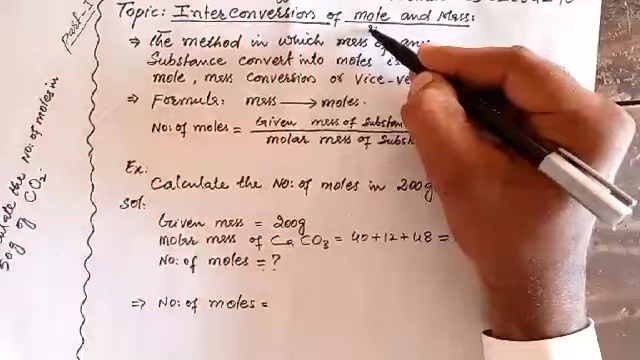 Topic: Interconversion of mole and Mass:
Part-I
⇒ The method in which mass of any
Substance convert into moles is
mole, mass conversion or vice-ve
⇒ Formula: mass → moles.
No: of moles = Given mass of Substan
molar mass of Subst
Ex:
Calculate the NO: of moles in 200g
Sol:
Given mass = 200g
Molar mass of CaCO₃ = 40+12+48 =
No: of moles = ?
⇒ No: of moles =
the No: of moles in
50g of CO₂.